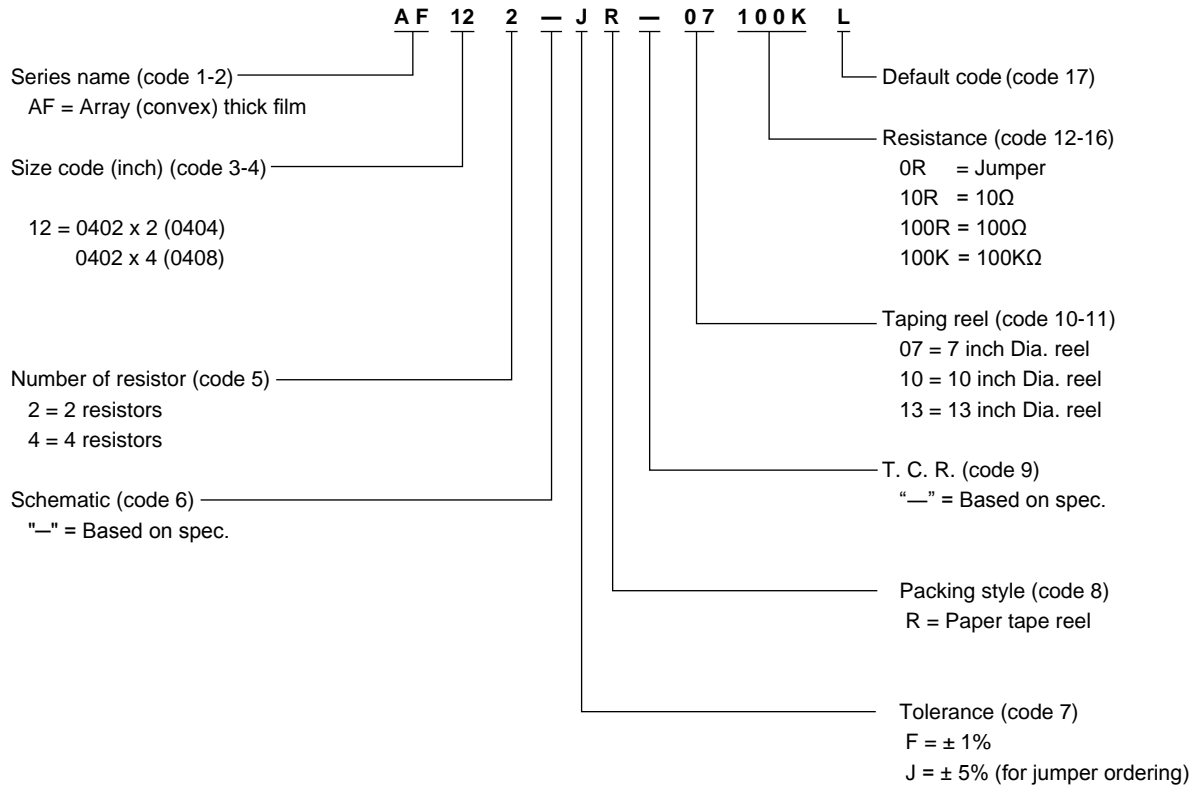 AF 12 2 — J R — 07 100K L
Series name (code 1-2)
AF = Array (convex) thick film
Size code (inch) (code 3-4)
12 = 0402 x 2 (0404)
0402 x 4 (0408)
Number of resistor (code 5)
2 = 2 resistors
4 = 4 resistors
Schematic (code 6)
"—" = Based on spec.
Default code (code 17)
Resistance (code 12-16)
0R = Jumper
10R = 10Ω
100R = 100Ω
100K = 100KΩ
Taping reel (code 10-11)
07 = 7 inch Dia. reel
10 = 10 inch Dia. reel
13 = 13 inch Dia. reel
T. C. R. (code 9)
“—” = Based on spec.
Packing style (code 8)
R = Paper tape reel
Tolerance (code 7)
F = ± 1%
J = ± 5% (for jumper ordering)